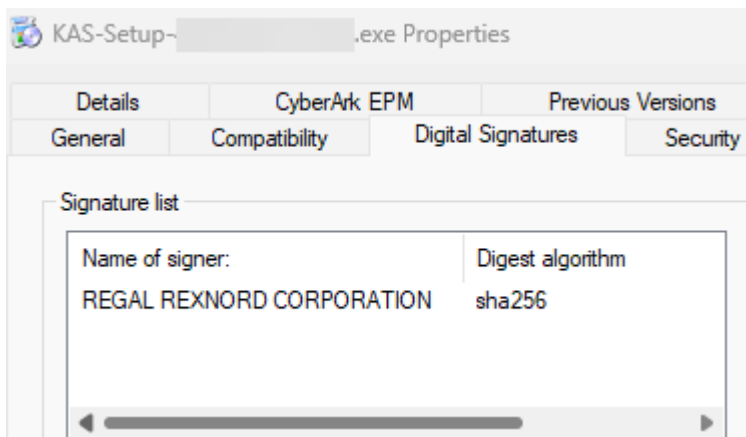 KAS-Setup- .exe Properties
Details CyberArk EPM Previous Versions
General Compatibility Digital Signatures Security
Signature list
Name of signer: Digest algorithm
REGAL REXNORD CORPORATION sha256